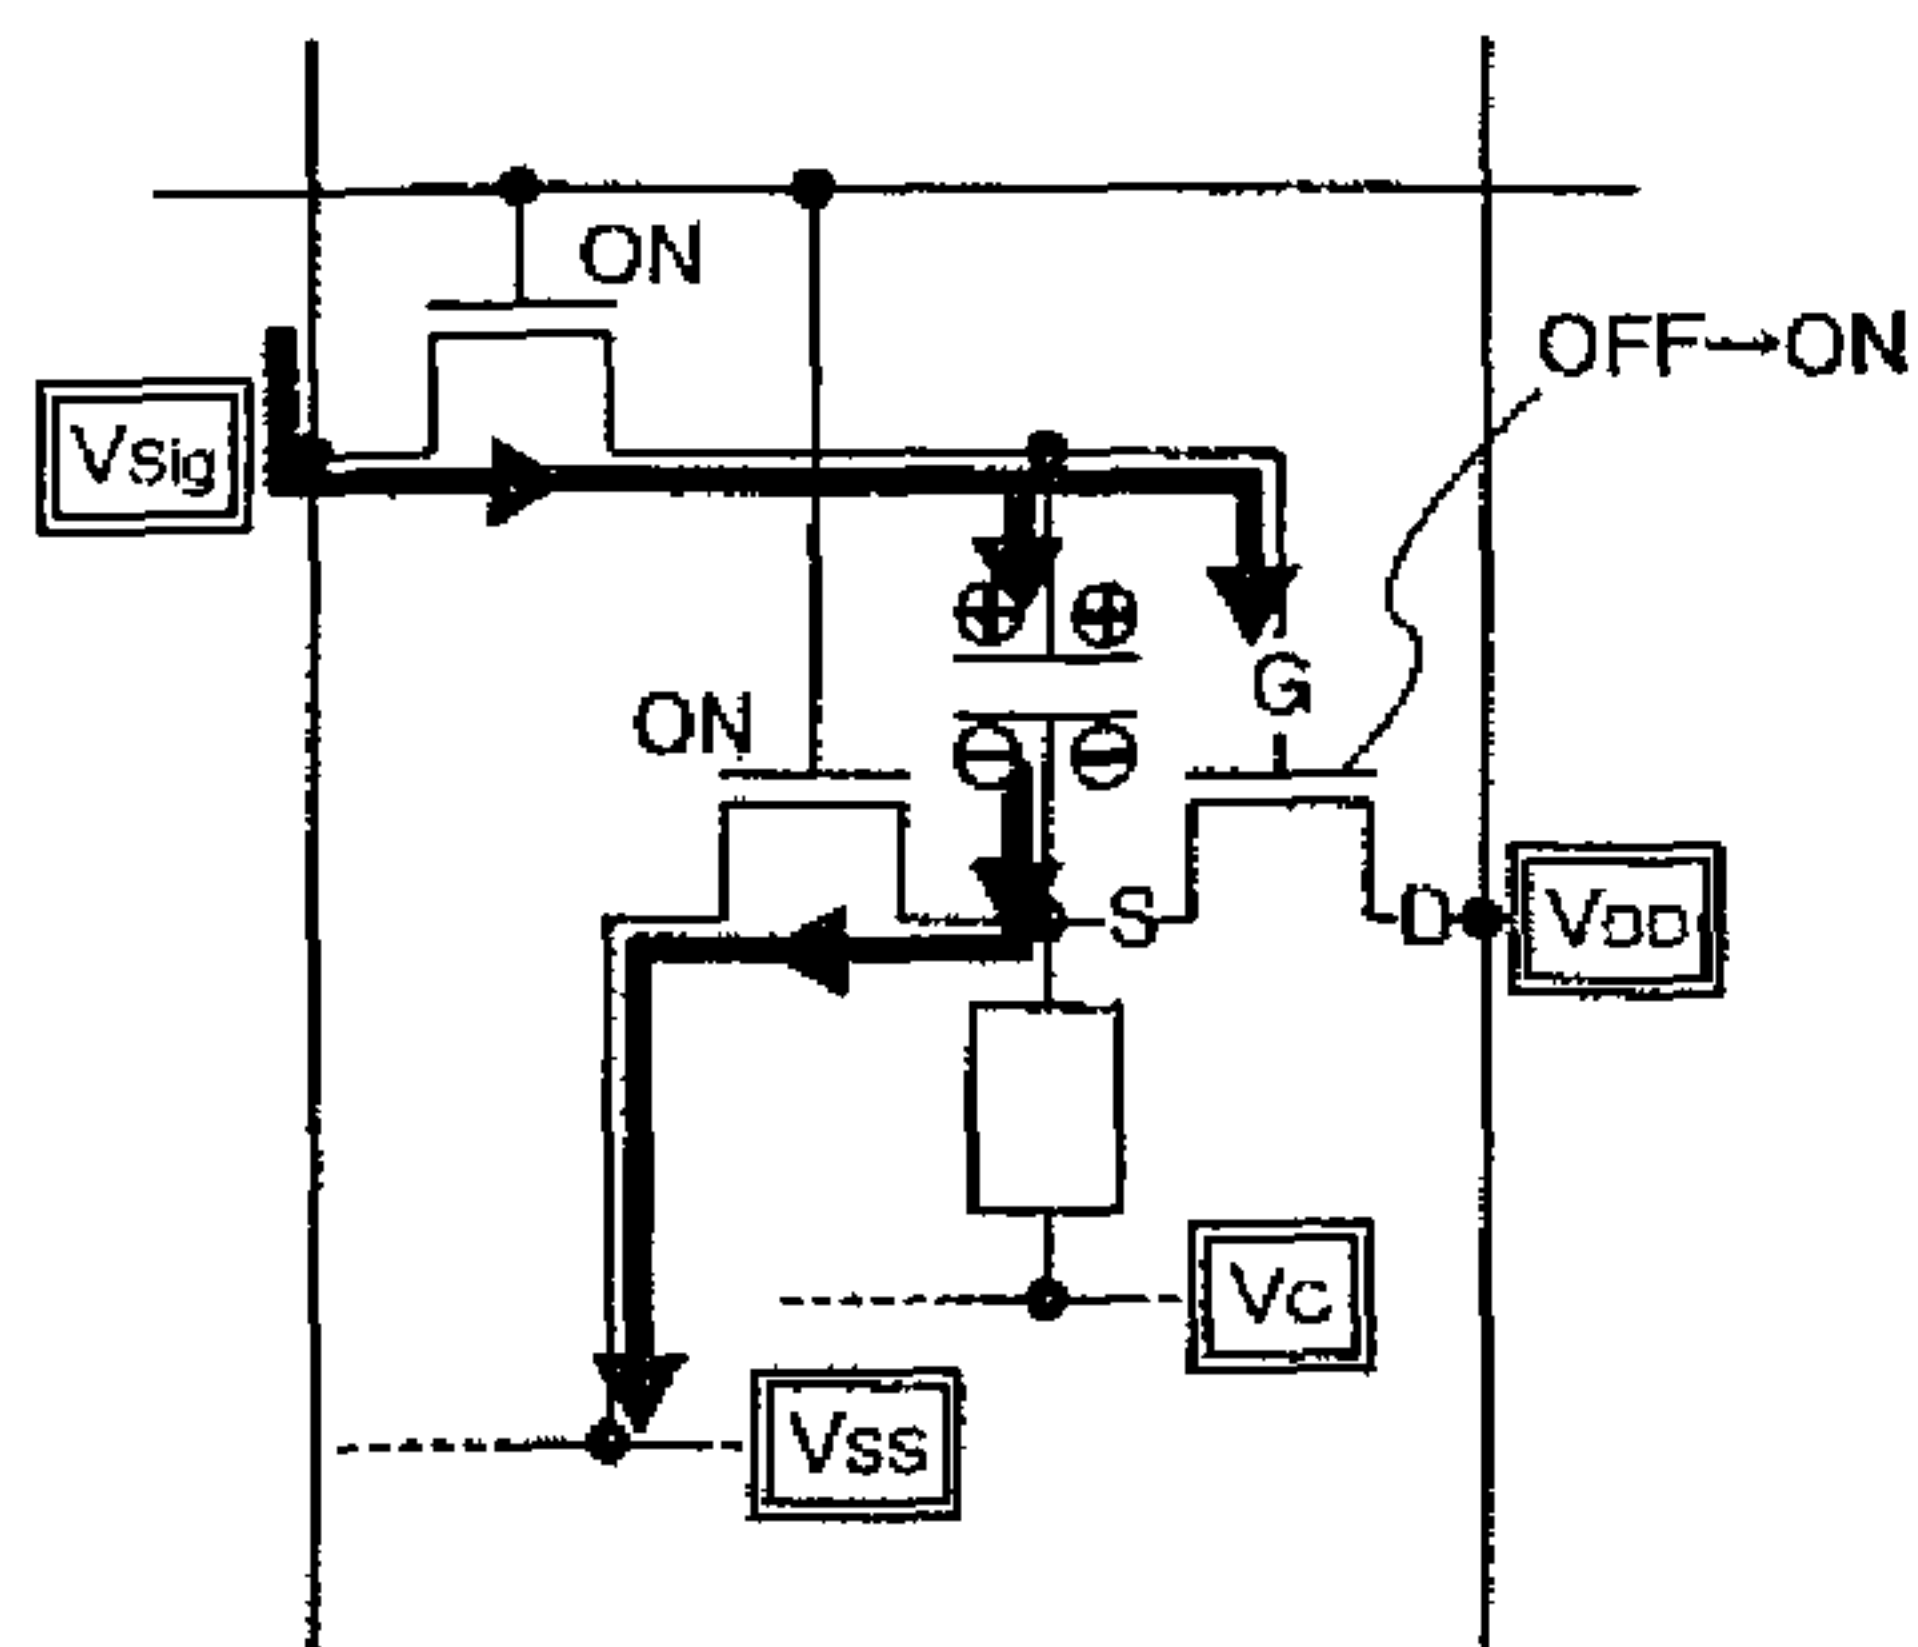 ON
OFF→ON
VSig
⊕ ⊕
G
ON
⊖ ⊖
S
D
VDD
VC
VSS